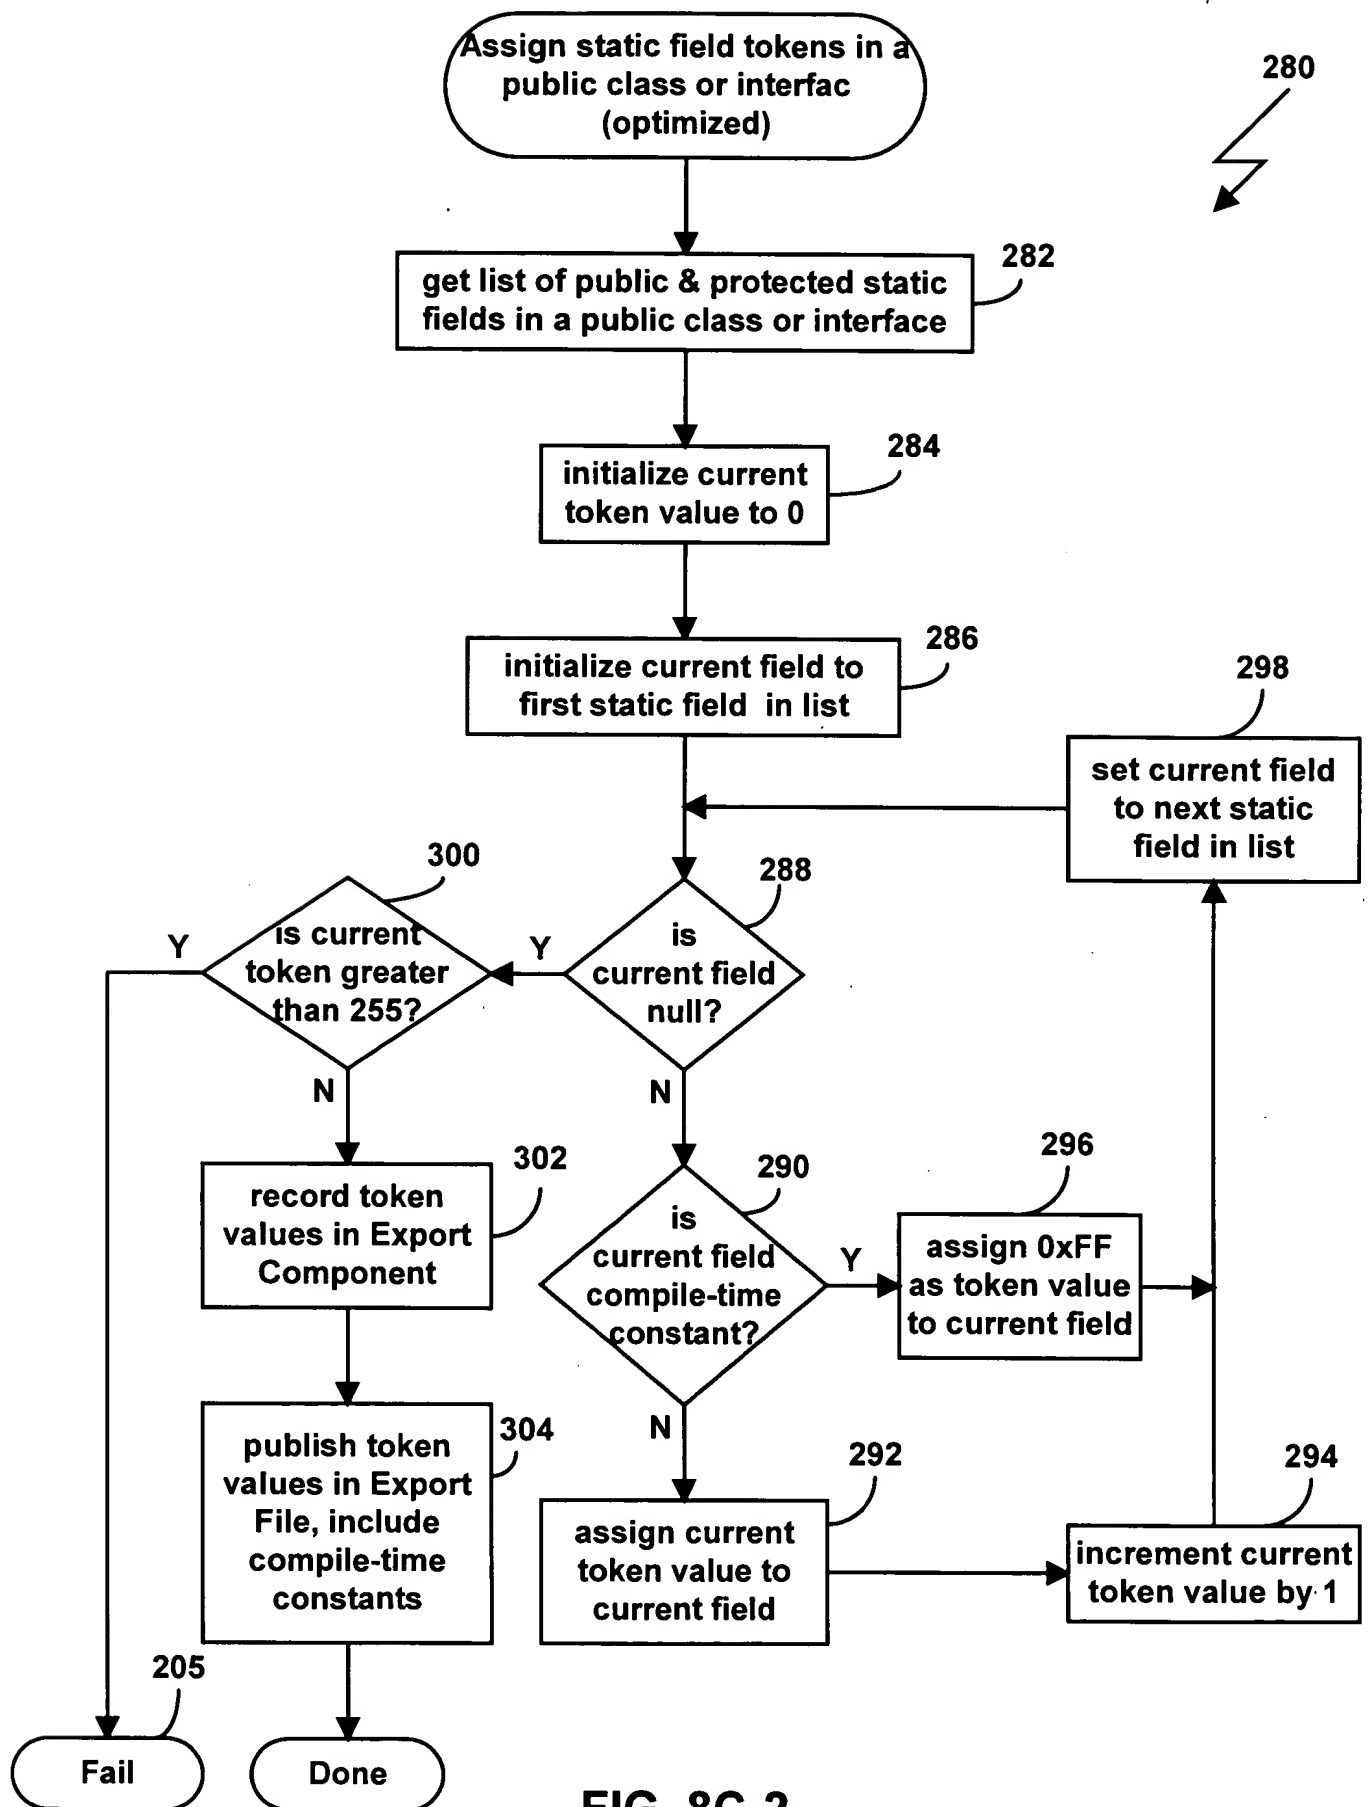 Assign static field tokens in a
public class or interfac
(optimized)
280
282
get list of public & protected static
fields in a public class or interface
284
initialize current
token value to 0
286
initialize current field to
first static field in list
298
set current field
to next static
field in list
300
is current
token greater
than 255?
Y
N
288
is
current field
null?
Y
N
302
record token
values in Export
Component
290
is
current field
compile-time
constant?
Y
N
296
assign 0xFF
as token value
to current field
304
publish token
values in Export
File, include
compile-time
constants
292
assign current
token value to
current field
294
increment current
token value by 1
205
Fail
Done
FIG. 8C-2